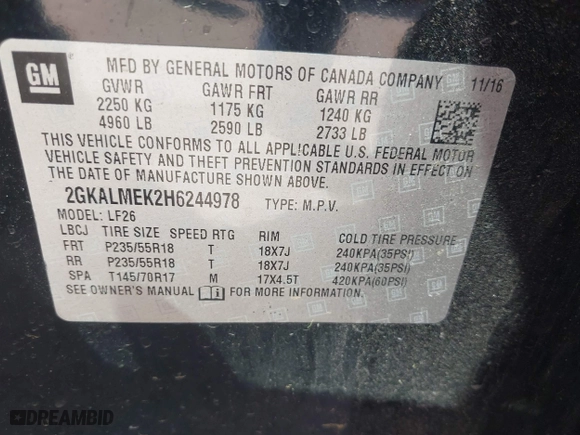 GM
MFD BY GENERAL MOTORS OF CANADA COMPANY 11/16
GVWR GAWR FRT GAWR RR
2250 KG 1175 KG 1240 KG
4960 LB 2590 LB 2733 LB
THIS VEHICLE CONFORMS TO ALL APPLICABLE U.S. FEDERAL MOTOR
VEHICLE SAFETY AND THEFT PREVENTION STANDARDS IN EFFECT ON
THE DATE OF MANUFACTURE SHOWN ABOVE.
2GKALMEK2H6244978 TYPE: M.P.V.
MODEL: LF26
LBCJ TIRE SIZE SPEED RTG RIM COLD TIRE PRESSURE
FRT P235/55R18 T 18X7J 240KPA(35PSI)
RR P235/55R18 T 18X7J 240KPA(35PSI)
SPA T145/70R17 M 17X4.5T 420KPA(60PSI)
SEE OWNER'S MANUAL FOR MORE INFORMATION.
DREAMBID